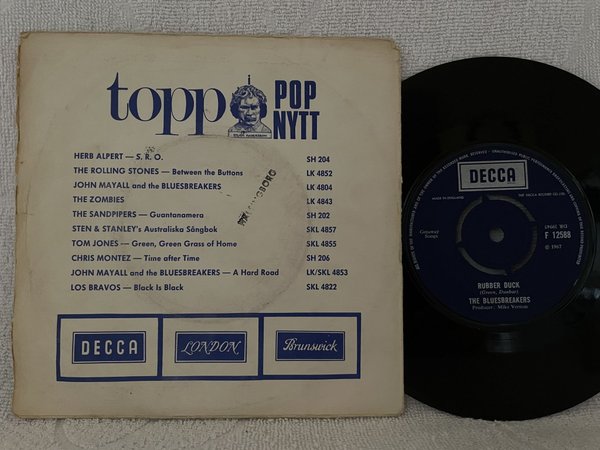 topp POP
NYTT
HERB ALPERT — S. R. O. SH 204
THE ROLLING STONES — Between the Buttons LK 4852
JOHN MAYALL and the BLUESBREAKERS LK 4804
THE ZOMBIES LK 4843
THE SANDPIPERS — Guantanamera SH 202
STEN & STANLEY's Australiska Sångbok SKL 4857
TOM JONES — Green, Green Grass of Home SKL 4855
CHRIS MONTEZ — Time after Time SH 206
JOHN MAYALL and the BLUESBREAKERS — A Hard Road LK/SKL 4853
LOS BRAVOS — Black Is Black SKL 4822
DECCA
LONDON
Brunswick
DECCA
MADE IN ENGLAND
Getaway
Songs
F 12588
℗ 1967
RUBBER DUCK
(Green, Dunbar)
THE BLUESBREAKERS
Producer: Mike Vernon